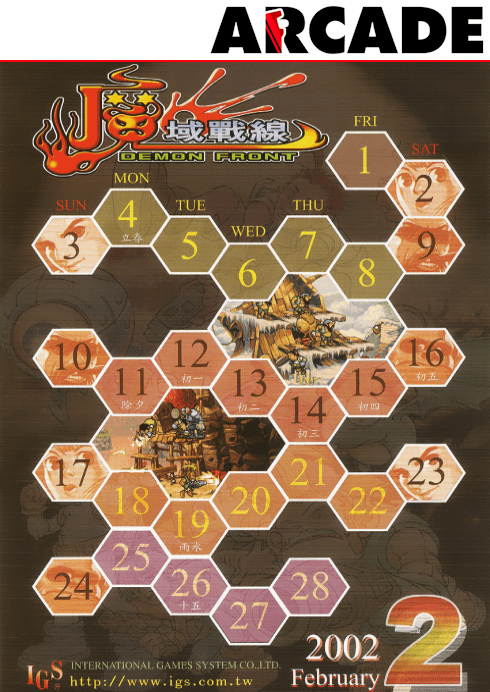 ARCADE
魔域戰線
DEMON FRONT
FRI
1
SAT
2
MON
4
立春
SUN
3
TUE
5
WED
6
THU
7
8
9
10
11
除夕
12
初一
13
初二
14
初三
15
初四
16
初五
17
18
19
雨水
20
21
22
23
24
25
26
十五
27
28
2002
February
2
IGS
INTERNATIONAL GAMES SYSTEM CO.,LTD.
http://www.igs.com.tw